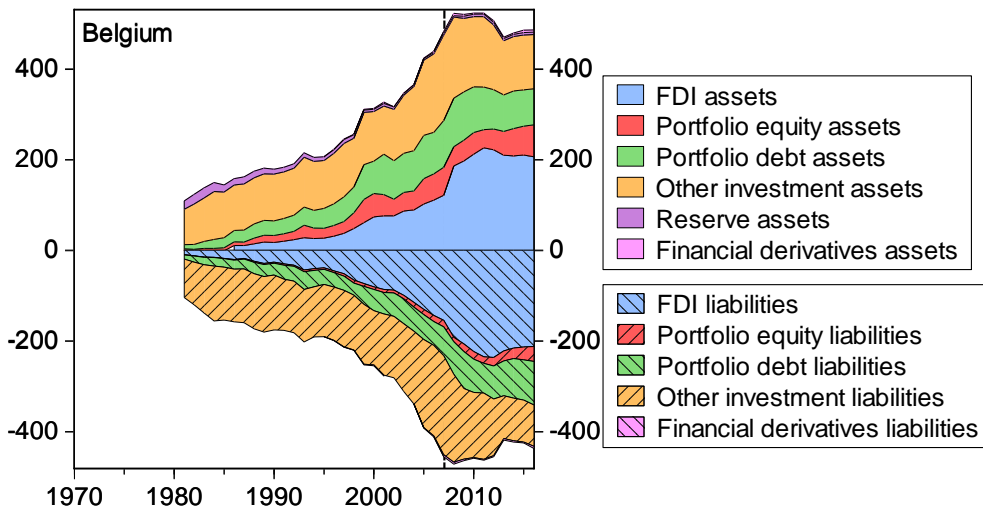 Belgium
400
200
0
-200
-400
400
200
0
-200
-400
1970
1980
1990
2000
2010
FDI assets
Portfolio equity assets
Portfolio debt assets
Other investment assets
Reserve assets
Financial derivatives assets
FDI liabilities
Portfolio equity liabilities
Portfolio debt liabilities
Other investment liabilities
Financial derivatives liabilities